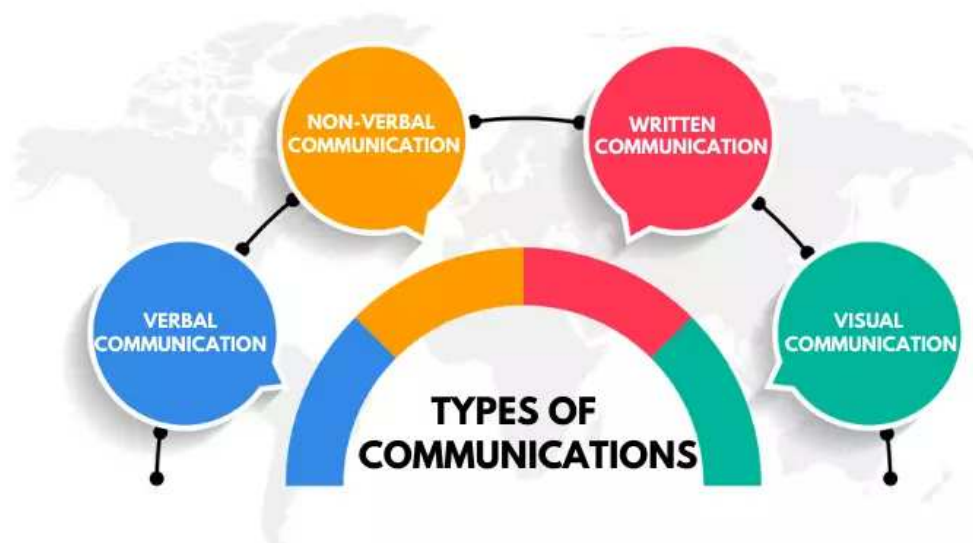 NON-VERBAL
COMMUNICATION
WRITTEN
COMMUNICATION
VERBAL
COMMUNICATION
VISUAL
COMMUNICATION
TYPES OF
COMMUNICATIONS